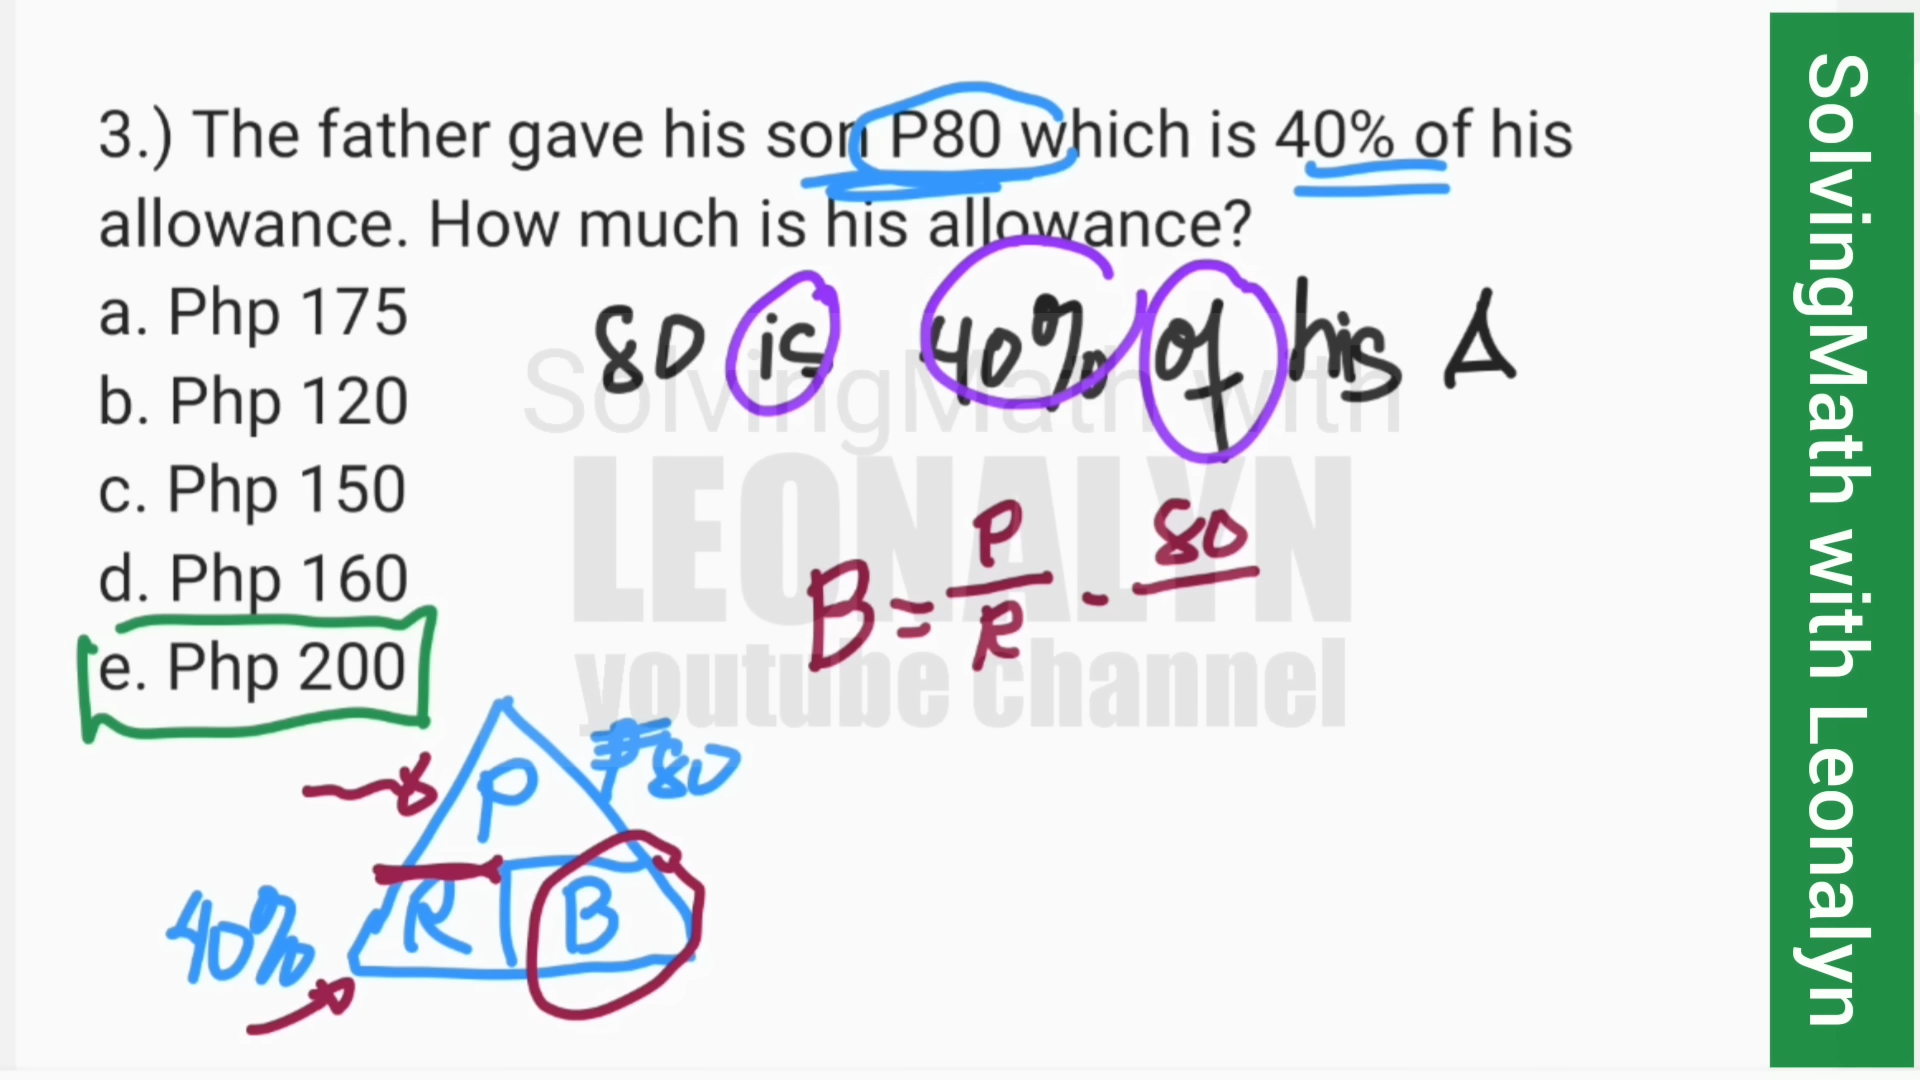 3.) The father gave his son P80 which is 40% of his
allowance. How much is his allowance?
a. Php 175
b. Php 120
c. Php 150
d. Php 160
e. Php 200
80 is 40% of his A
SolvingMath with
LEONALYN
youtube channel
B = P/R - 80
P
₱80
R
B
40%
SolvingMath with Leonalyn